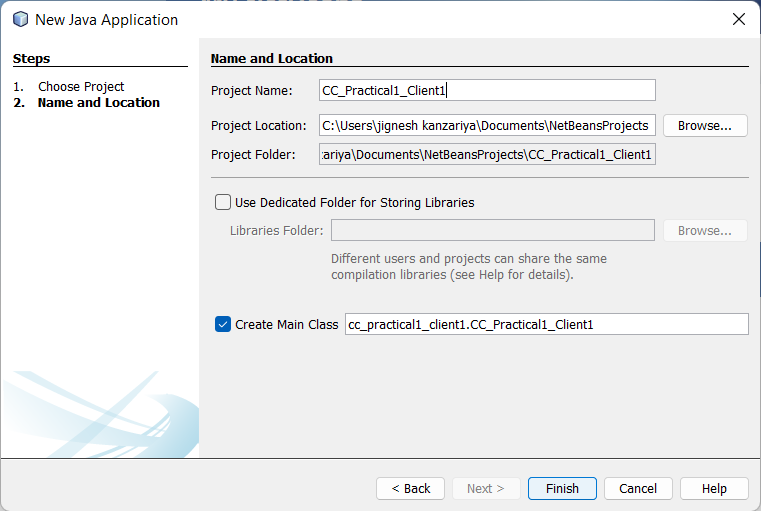 New Java Application
Steps
1. Choose Project
2. Name and Location
Name and Location
Project Name: CC_Practical1_Client1
Project Location: C:\Users\jignesh kanzariya\Documents\NetBeansProjects Browse...
Project Folder: zariya\Documents\NetBeansProjects\CC_Practical1_Client1
Use Dedicated Folder for Storing Libraries
Libraries Folder: Browse...
Different users and projects can share the same
compilation libraries (see Help for details).
Create Main Class cc_practical1_client1.CC_Practical1_Client1
< Back Next > Finish Cancel Help